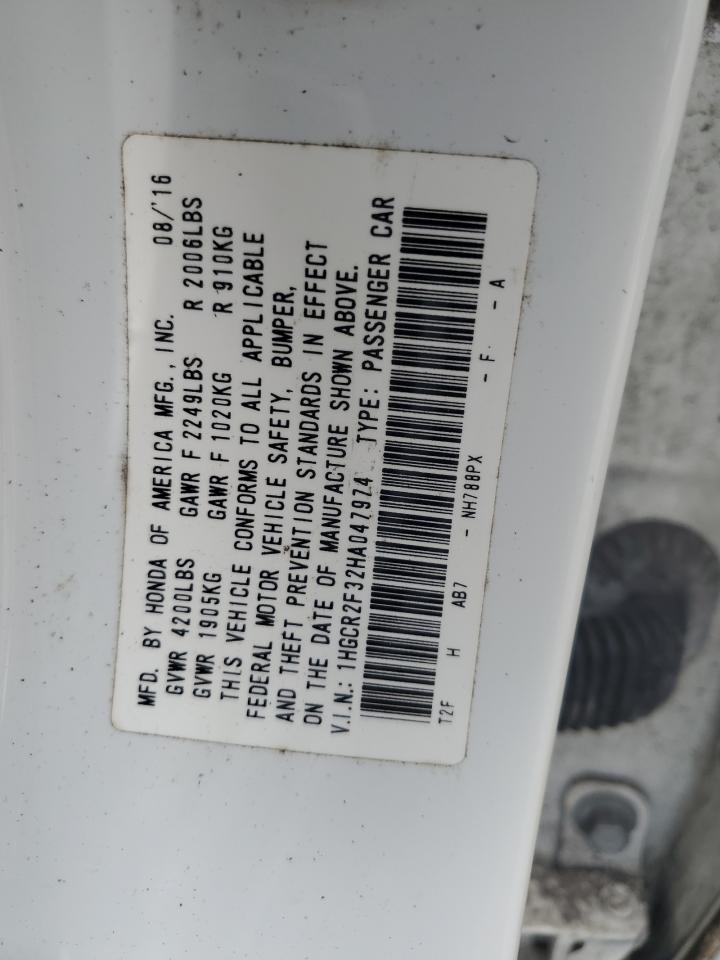 MFD. BY HONDA OF AMERICA MFG., INC. 08/'16
GVWR 4200LBS GAWR F 2249LBS R 2006LBS
GVWR 1905KG GAWR F 1020KG R 910KG
THIS VEHICLE CONFORMS TO ALL APPLICABLE
FEDERAL MOTOR VEHICLE SAFETY, BUMPER,
AND THEFT PREVENTION STANDARDS IN EFFECT
ON THE DATE OF MANUFACTURE SHOWN ABOVE.
V.I.N.: 1HGCR2F32HA047974 TYPE: PASSENGER CAR
T2F H AB7 - NH788PX - F - A